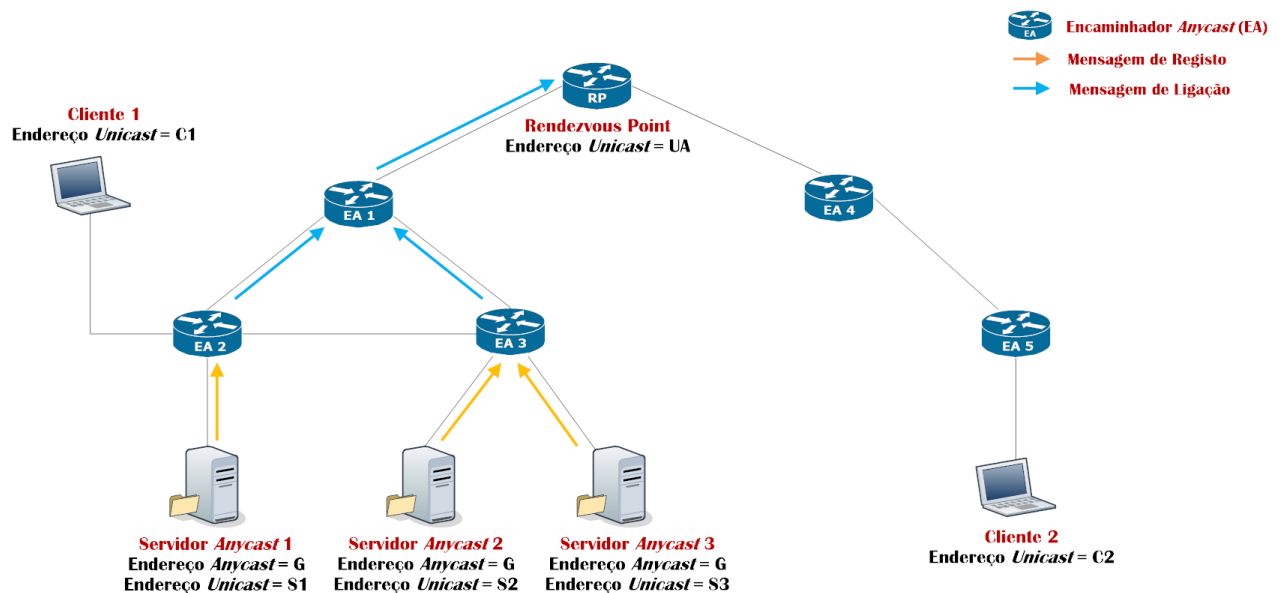 Encaminhador Anycast (EA)
EA
Mensagem de Registo
Mensagem de Ligação
RP
Rendezvous Point
Endereço Unicast = UA
Cliente 1
Endereço Unicast = C1
EA 1
EA 4
EA 2
EA 3
EA 5
Servidor Anycast 1
Endereço Anycast = G
Endereço Unicast = S1
Servidor Anycast 2
Endereço Anycast = G
Endereço Unicast = S2
Servidor Anycast 3
Endereço Anycast = G
Endereço Unicast = S3
Cliente 2
Endereço Unicast = C2